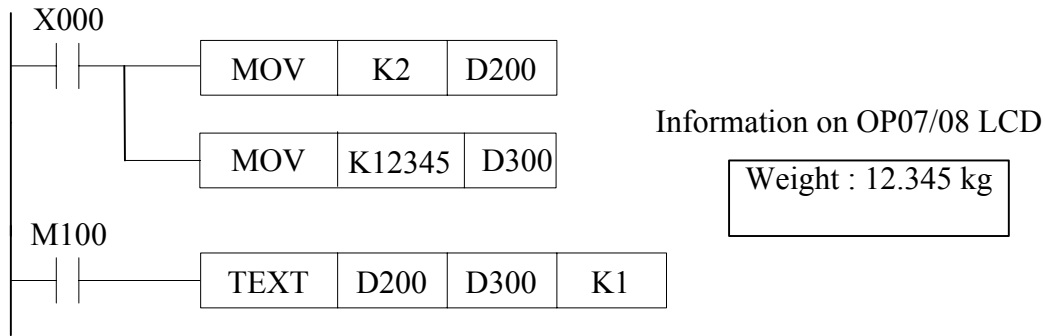 X000
MOV K2 D200
Information on OP07/08 LCD
MOV K12345 D300
Weight : 12.345 kg
M100
TEXT D200 D300 K1